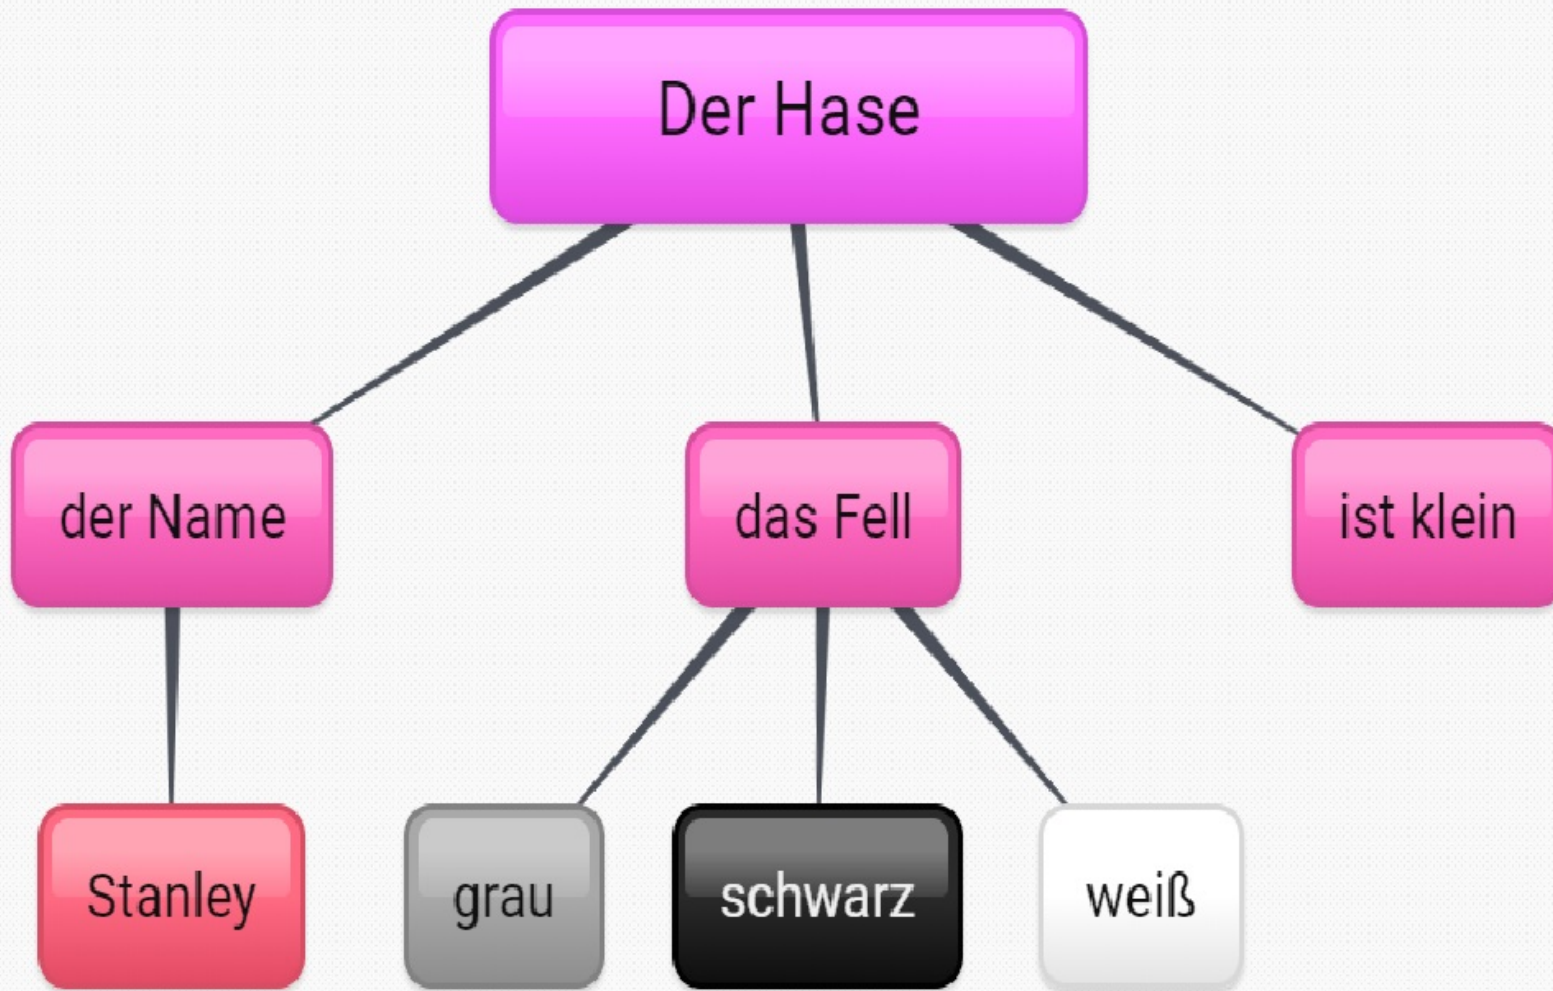 Der Hase
der Name
das Fell
ist klein
Stanley
grau
schwarz
weiß